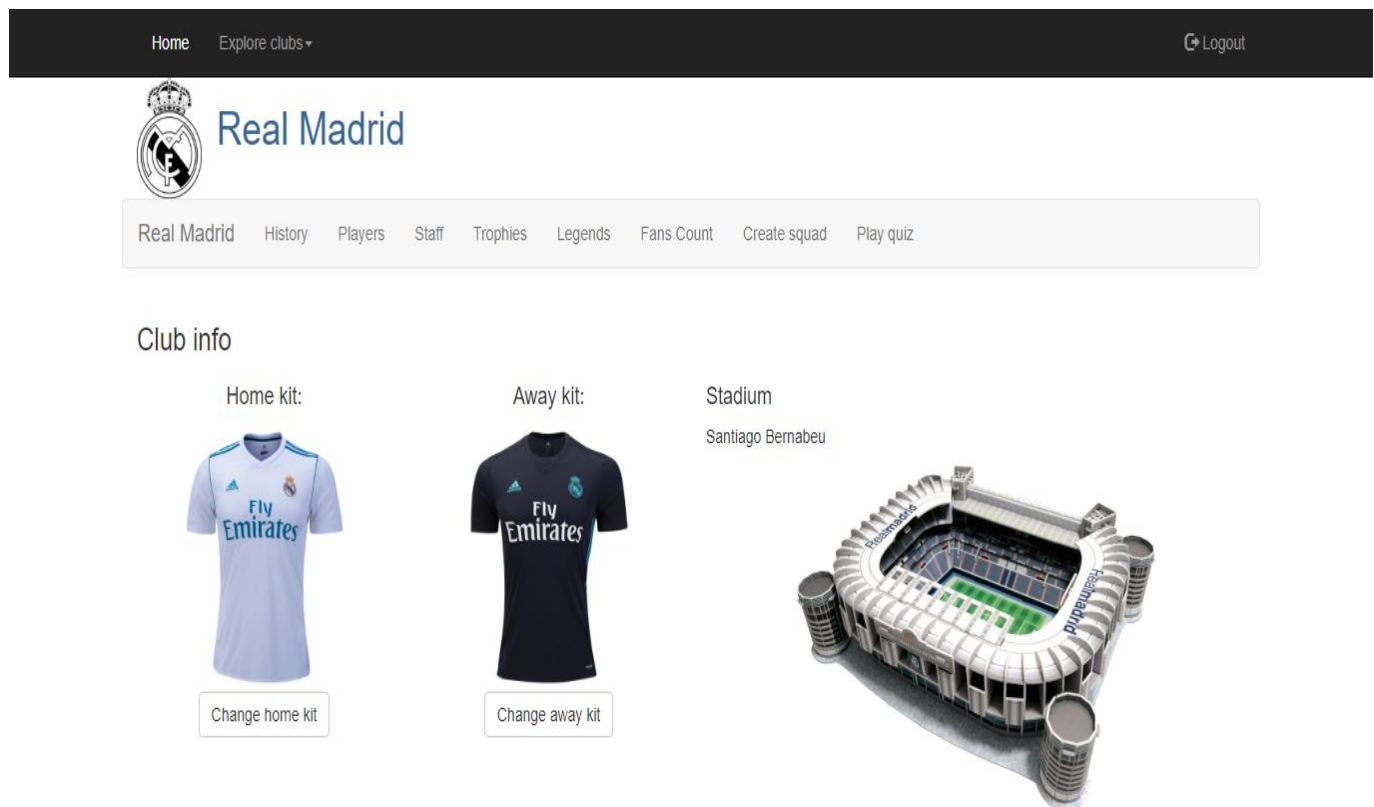 Home Explore clubs Logout
Real Madrid
Real Madrid History Players Staff Trophies Legends Fans Count Create squad Play quiz
Club info
Home kit: Away kit: Stadium
Santiago Bernabeu
Fly
Emirates
Fly
Emirates
Realmadrid
Realmadrid
Change home kit Change away kit